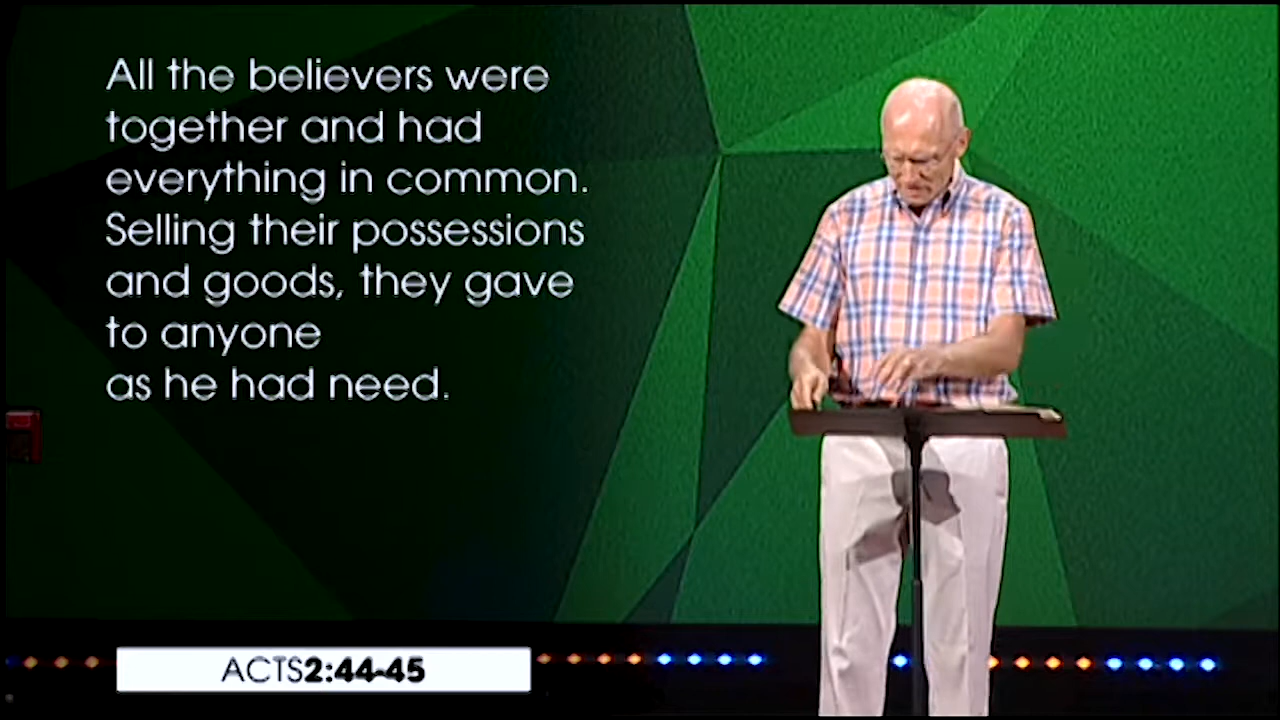 All the believers were
together and had
everything in common.
Selling their possessions
and goods, they gave
to anyone
as he had need.
ACTS2:44-45